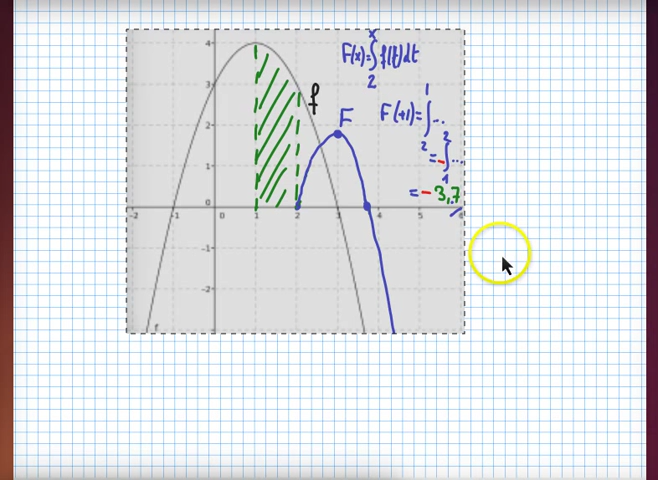 4
3
2
1
0
-1
-2
-2 -1 0 1 2 3 4 5 6
f
f
F
F(x)=∫₂ˣ f(t)dt
F(+1)=∫₂¹ ...
=-∫₁² ...
=-3,7